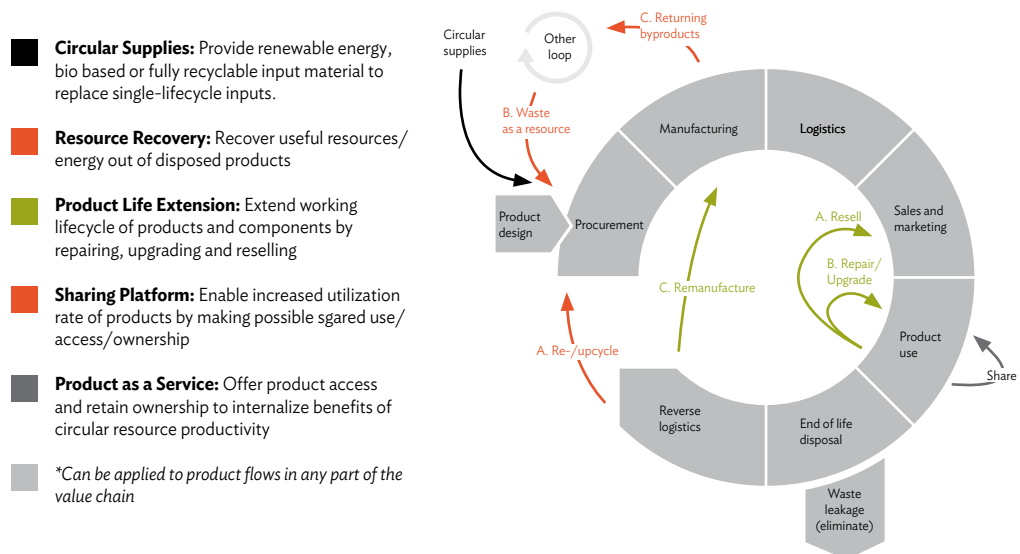 Circular Supplies: Provide renewable energy,
bio based or fully recyclable input material to
replace single-lifecycle inputs.
Resource Recovery: Recover useful resources/
energy out of disposed products
Product Life Extension: Extend working
lifecycle of products and components by
repairing, upgrading and reselling
Sharing Platform: Enable increased utilization
rate of products by making possible sgared use/
access/ownership
Product as a Service: Offer product access
and retain ownership to internalize benefits of
circular resource productivity
*Can be applied to product flows in any part of the
value chain
Circular
supplies
Other
loop
C. Returning
byproducts
B. Waste
as a resource
Manufacturing
Logistics
Product
design
Procurement
Sales and
marketing
A. Resell
B. Repair/
Upgrade
C. Remanufacture
Product
use
Share
A. Re-/upcycle
Reverse
logistics
End of life
disposal
Waste
leakage
(eliminate)